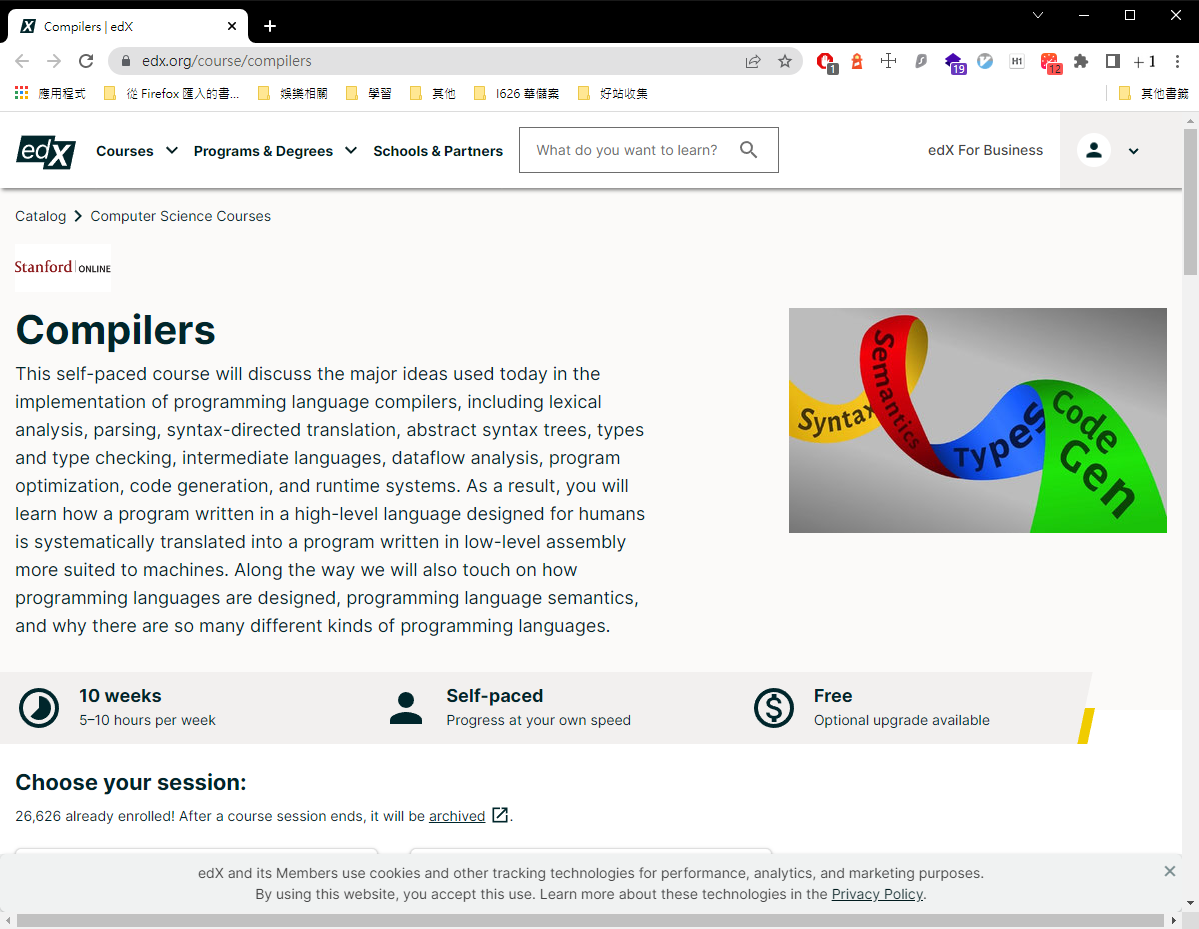 Compilers | edX
edx.org/course/compilers
1
19
H1
12
+ 1
應用程式
從 Firefox 匯入的書...
娛樂相關
學習
其他
I626 華儲案
好站收集
其他書籤
edX
Courses
Programs & Degrees
Schools & Partners
What do you want to learn?
edX For Business
Catalog
Computer Science Courses
Stanford ONLINE
Compilers
This self-paced course will discuss the major ideas used today in the
implementation of programming language compilers, including lexical
analysis, parsing, syntax-directed translation, abstract syntax trees, types
and type checking, intermediate languages, dataflow analysis, program
optimization, code generation, and runtime systems. As a result, you will
learn how a program written in a high-level language designed for humans
is systematically translated into a program written in low-level assembly
more suited to machines. Along the way we will also touch on how
programming languages are designed, programming language semantics,
and why there are so many different kinds of programming languages.
Syntax
Semantics
Types
Code
Gen
10 weeks
5–10 hours per week
Self-paced
Progress at your own speed
Free
Optional upgrade available
Choose your session:
26,626 already enrolled! After a course session ends, it will be archived.
edX and its Members use cookies and other tracking technologies for performance, analytics, and marketing purposes.
By using this website, you accept this use. Learn more about these technologies in the Privacy Policy.